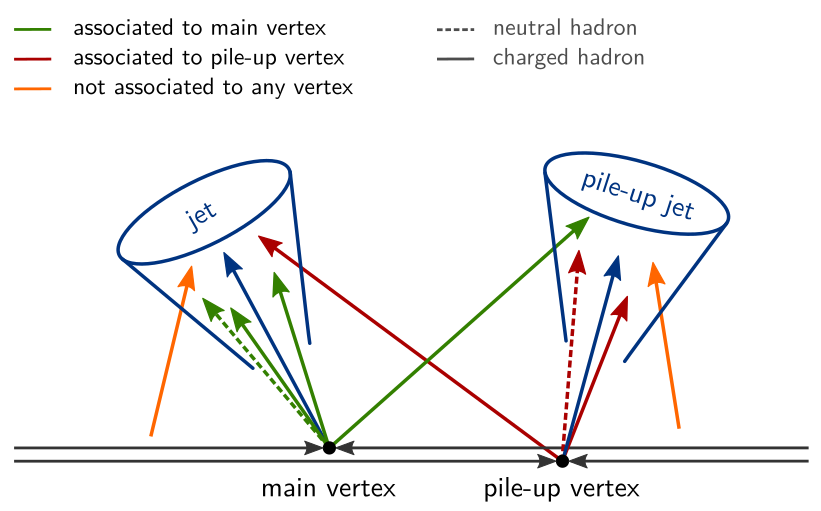 associated to main vertex
associated to pile-up vertex
not associated to any vertex
neutral hadron
charged hadron
jet
pile-up jet
main vertex
pile-up vertex